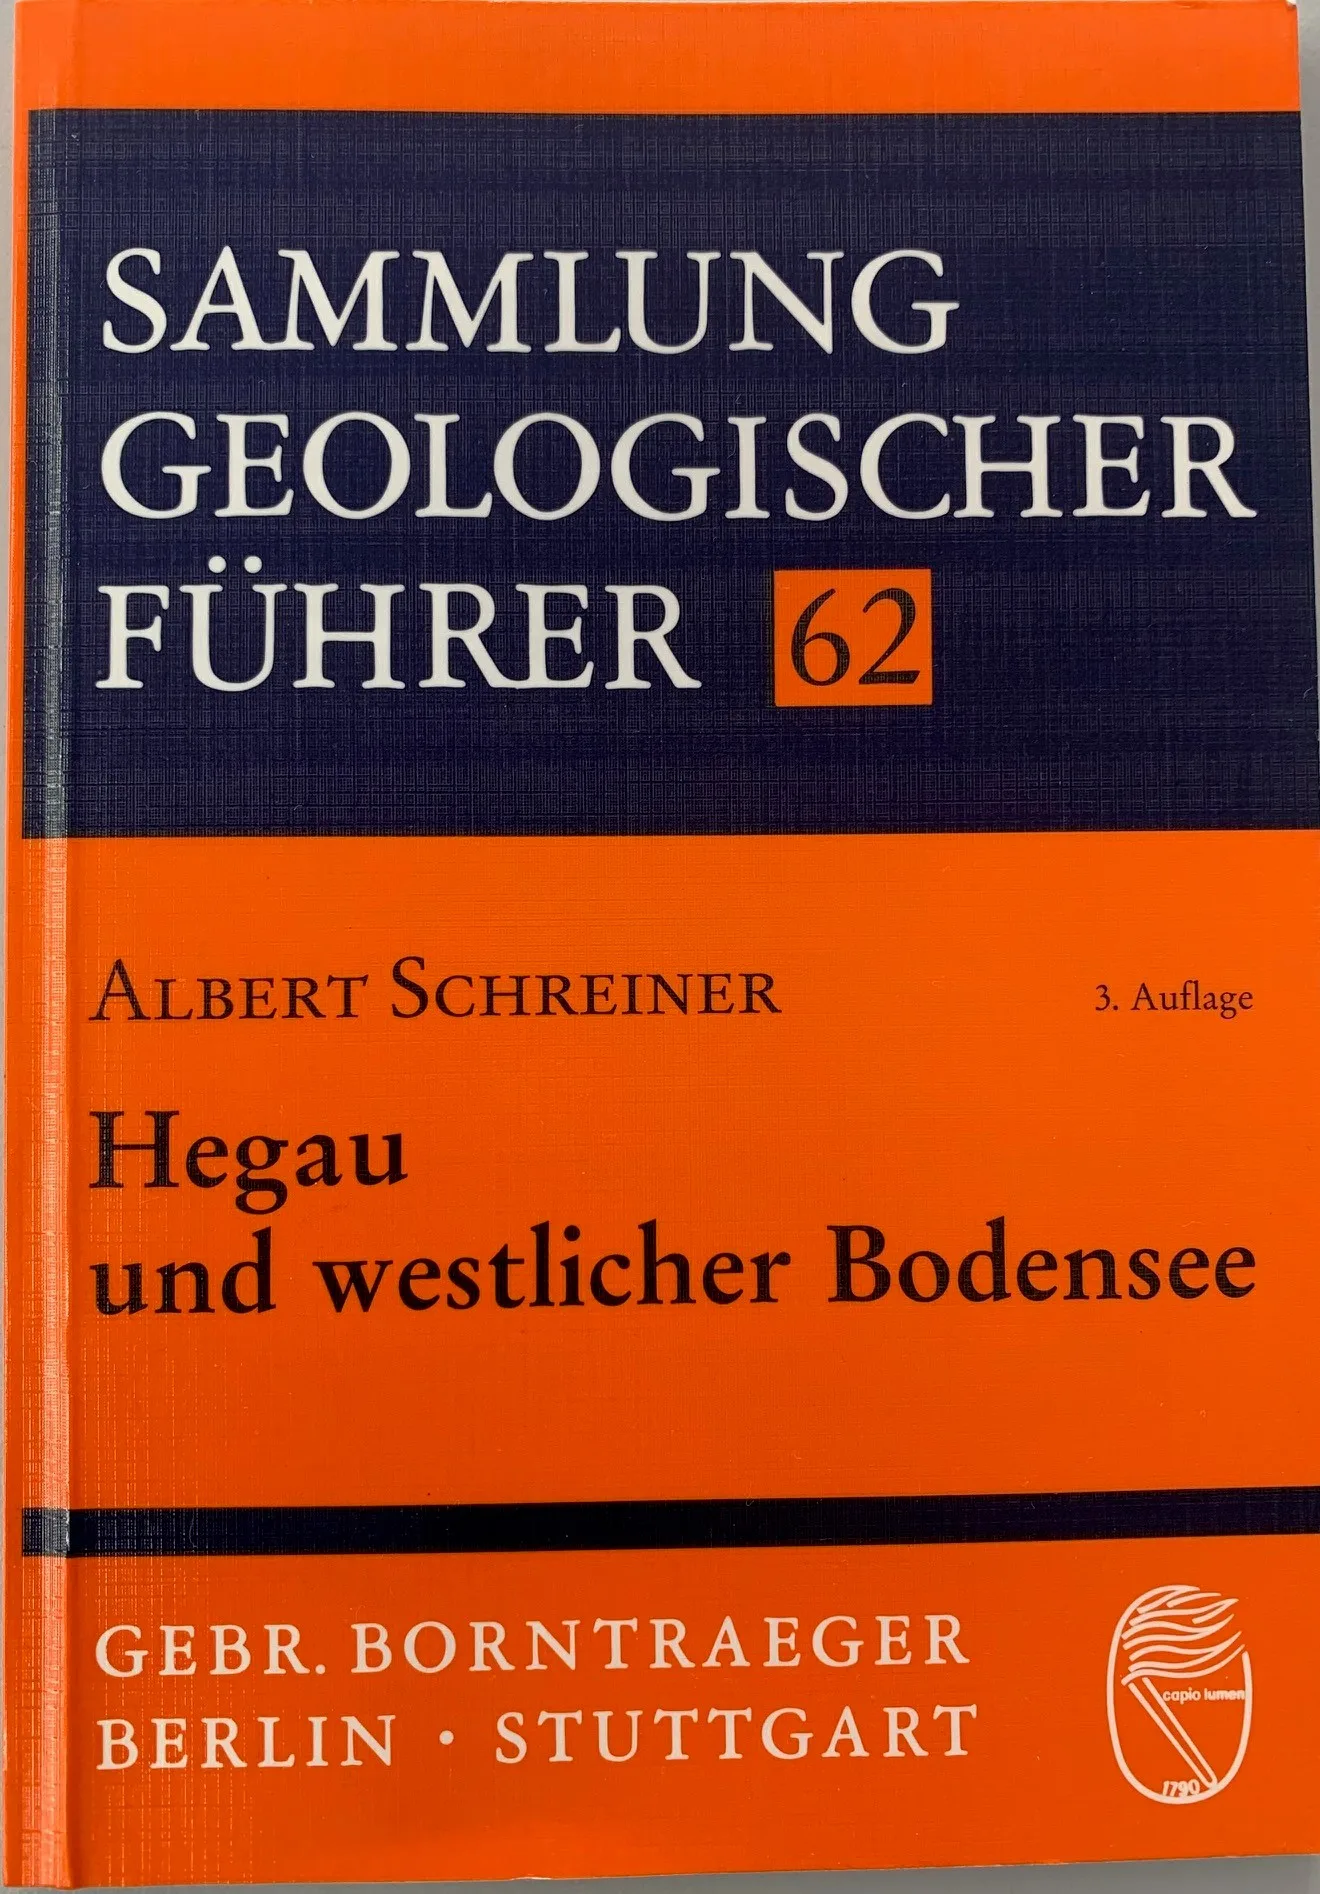 SAMMLUNG
GEOLOGISCHER
FÜHRER 62
ALBERT SCHREINER 3. Auflage
Hegau
und westlicher Bodensee
GEBR. BORNTRAEGER
BERLIN · STUTTGART
capio lumen
1790